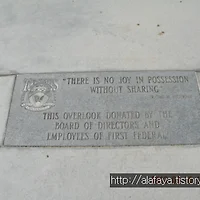 "THERE IS NO JOY IN POSSESSION
WITHOUT SHARING"
THIS OVERLOOK DONATED BY THE
BOARD OF DIRECTORS AND
EMPLOYEES OF FIRST FEDERAL
http://alafaya.tistory